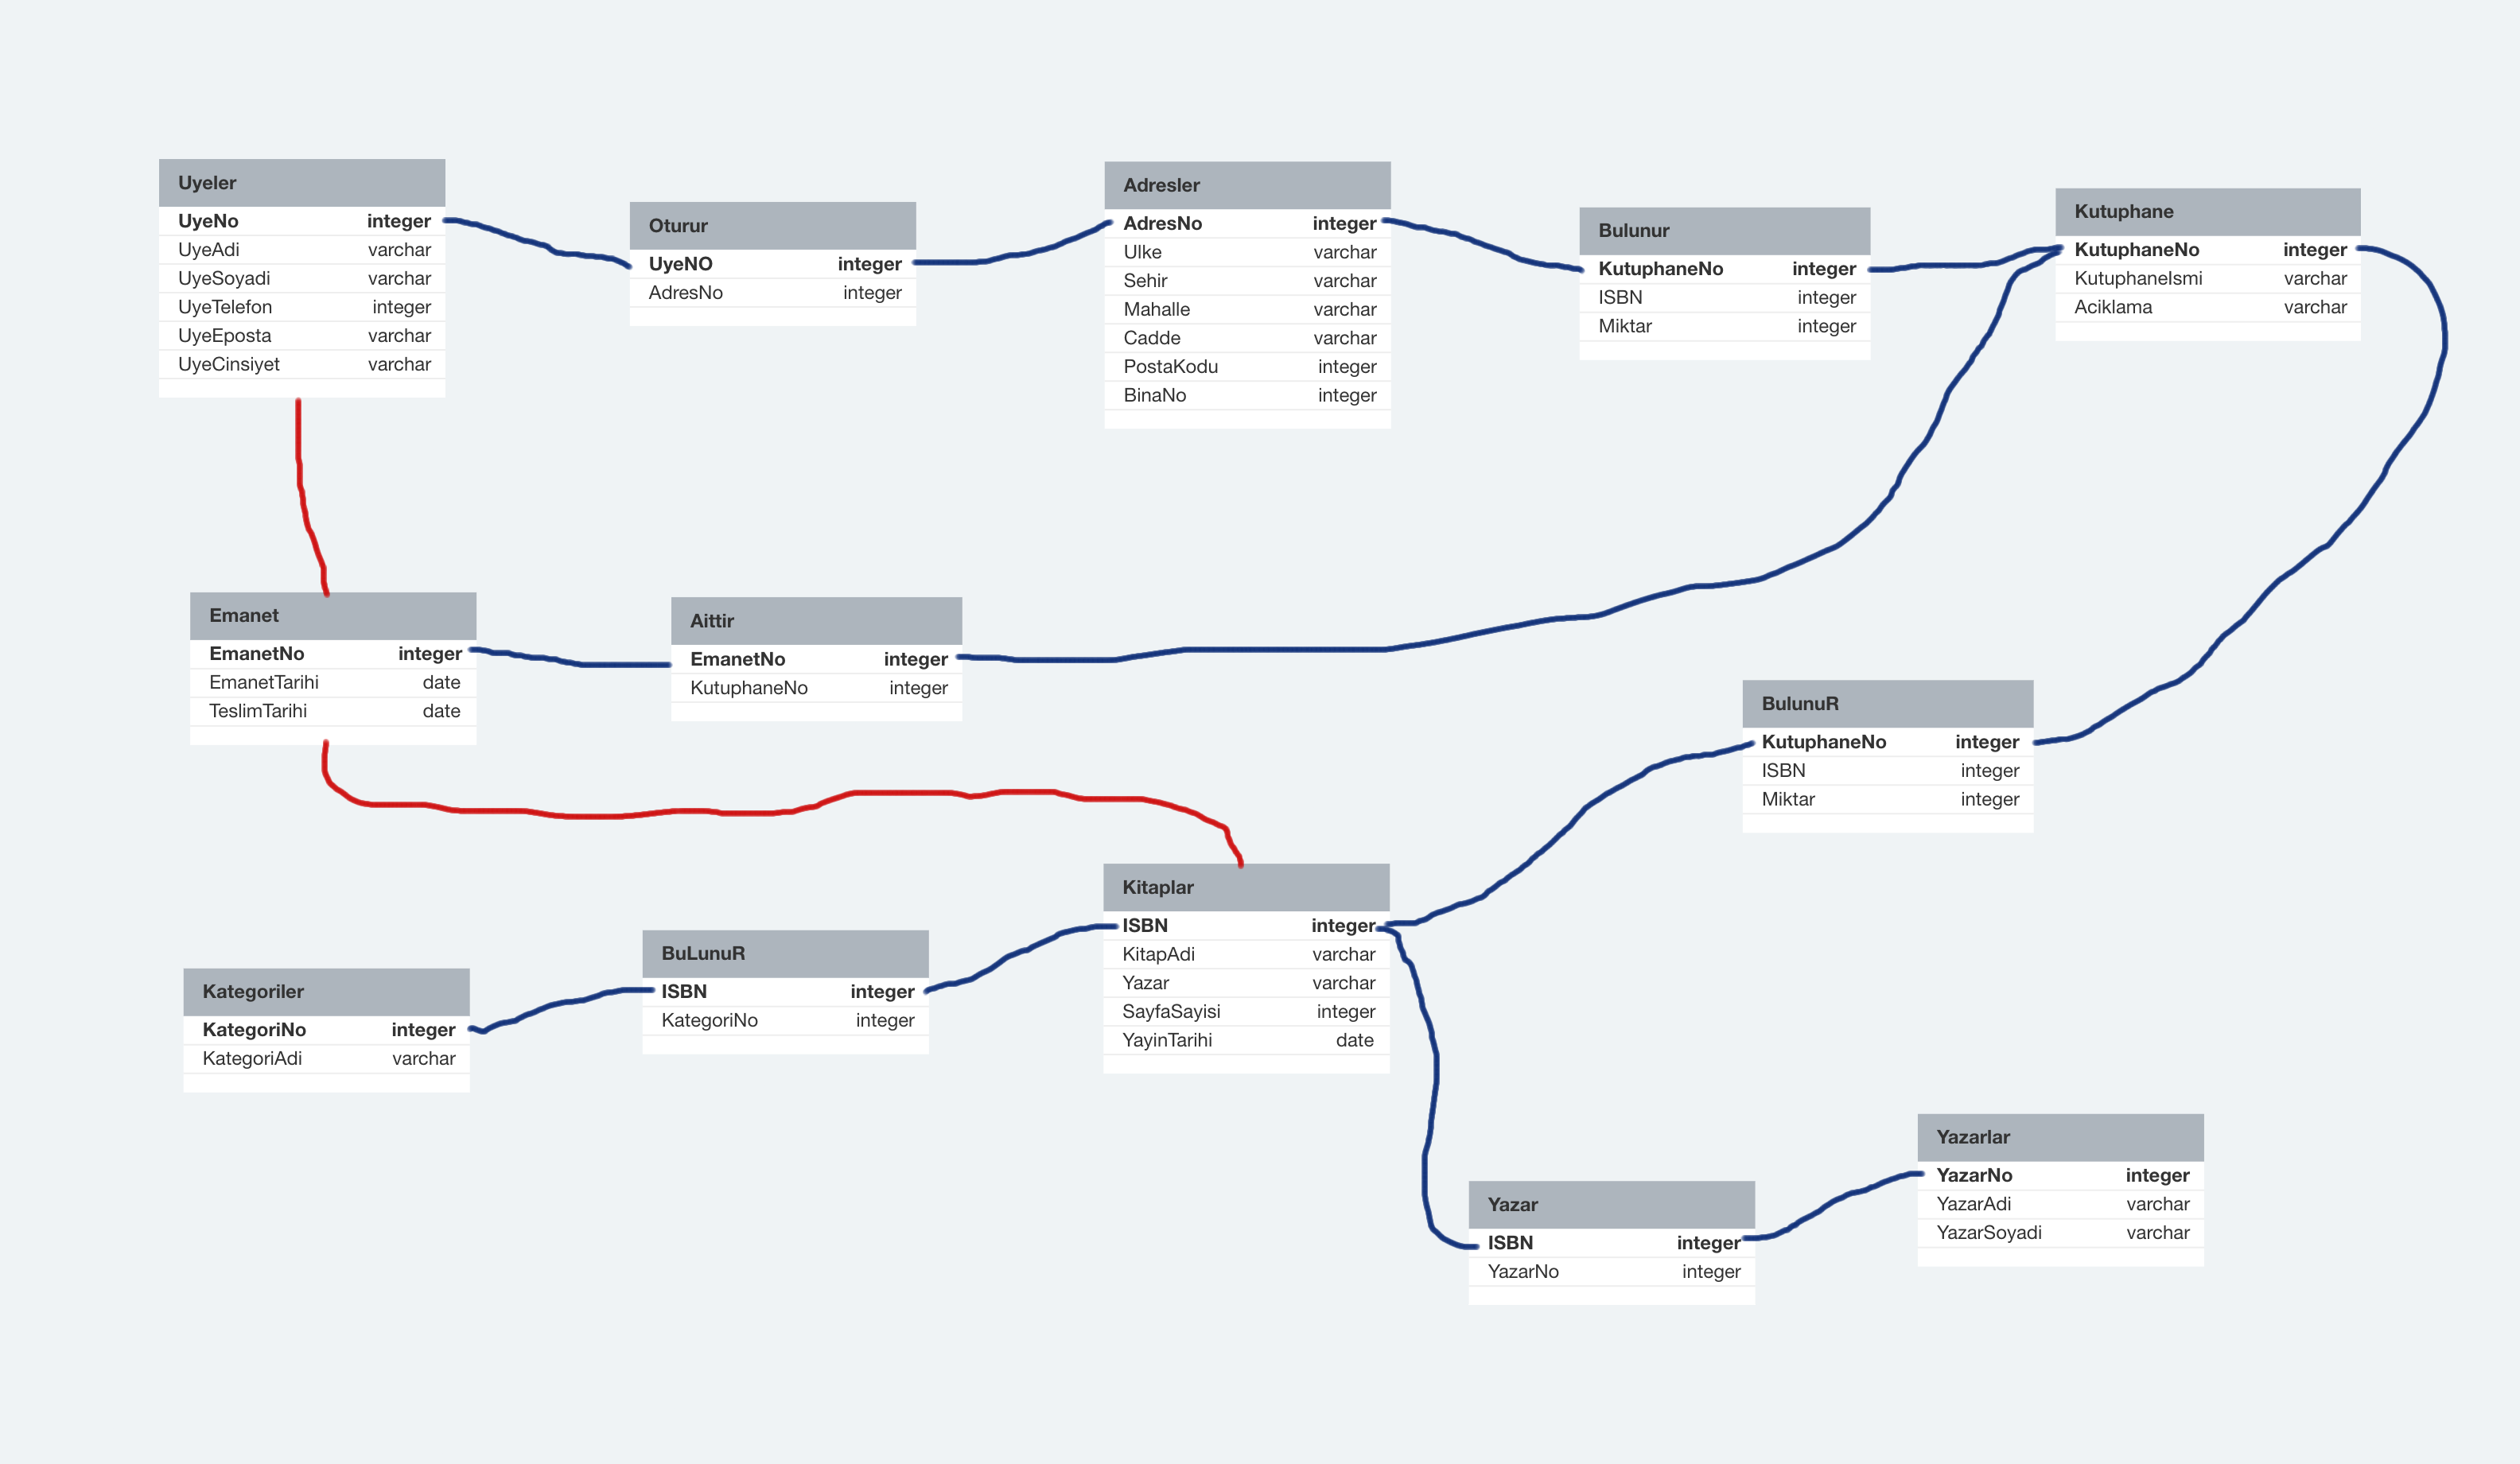 Uyeler
UyeNo integer
UyeAdi varchar
UyeSoyadi varchar
UyeTelefon integer
UyeEposta varchar
UyeCinsiyet varchar
Oturur
UyeNO integer
AdresNo integer
Adresler
AdresNo integer
Ulke varchar
Sehir varchar
Mahalle varchar
Cadde varchar
PostaKodu integer
BinaNo integer
Bulunur
KutuphaneNo integer
ISBN integer
Miktar integer
Kutuphane
KutuphaneNo integer
KutuphaneIsmi varchar
Aciklama varchar
Emanet
EmanetNo integer
EmanetTarihi date
TeslimTarihi date
Aittir
EmanetNo integer
KutuphaneNo integer
BulunuR
KutuphaneNo integer
ISBN integer
Miktar integer
Kitaplar
ISBN integer
KitapAdi varchar
Yazar varchar
SayfaSayisi integer
YayinTarihi date
BuLunuR
ISBN integer
KategoriNo integer
Kategoriler
KategoriNo integer
KategoriAdi varchar
Yazarlar
YazarNo integer
YazarAdi varchar
YazarSoyadi varchar
Yazar
ISBN integer
YazarNo integer